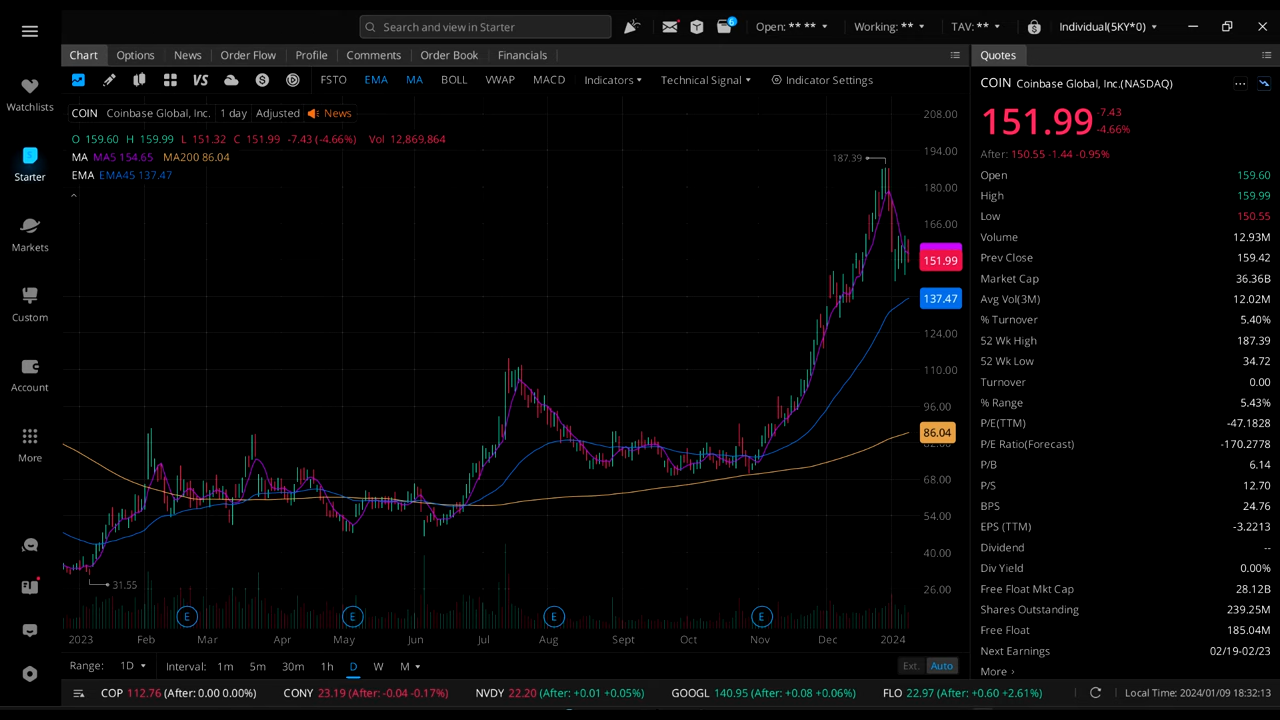 Search and view in Starter
6
Open: ** **
Working: **
TAV: **
Individual(5KY*0)
Chart Options News Order Flow Profile Comments Order Book Financials
Quotes
Watchlists
Starter
Markets
Custom
Account
More
VS FSTO EMA MA BOLL VWAP MACD Indicators Technical Signal Indicator Settings
COIN Coinbase Global, Inc. 1 day Adjusted News
O 159.60 H 159.99 L 151.32 C 151.99 -7.43 (-4.66%) Vol 12,869,864
MA MA5 154.65 MA200 86.04
EMA EMA45 137.47
187.39
31.55
208.00
194.00
180.00
166.00
151.99
137.47
124.00
110.00
96.00
86.04
68.00
54.00
40.00
26.00
E E E E
2023 Feb Mar Apr May Jun Jul Aug Sept Oct Nov Dec 2024
Range: 1D Interval: 1m 5m 30m 1h D W M
Ext. Auto
COIN Coinbase Global, Inc.(NASDAQ)
151.99 -7.43
-4.66%
After: 150.55 -1.44 -0.95%
Open 159.60
High 159.99
Low 150.55
Volume 12.93M
Prev Close 159.42
Market Cap 36.36B
Avg Vol(3M) 12.02M
% Turnover 5.40%
52 Wk High 187.39
52 Wk Low 34.72
Turnover 0.00
% Range 5.43%
P/E(TTM) -47.1828
P/E Ratio(Forecast) -170.2778
P/B 6.14
P/S 12.70
BPS 24.76
EPS (TTM) -3.2213
Dividend --
Div Yield 0.00%
Free Float Mkt Cap 28.12B
Shares Outstanding 239.25M
Free Float 185.04M
Next Earnings 02/19-02/23
More ›
COP 112.76 (After: 0.00 0.00%) CONY 23.19 (After: -0.04 -0.17%) NVDY 22.20 (After: +0.01 +0.05%) GOOGL 140.95 (After: +0.08 +0.06%) FLO 22.97 (After: +0.60 +2.61%)
Local Time: 2024/01/09 18:32:13